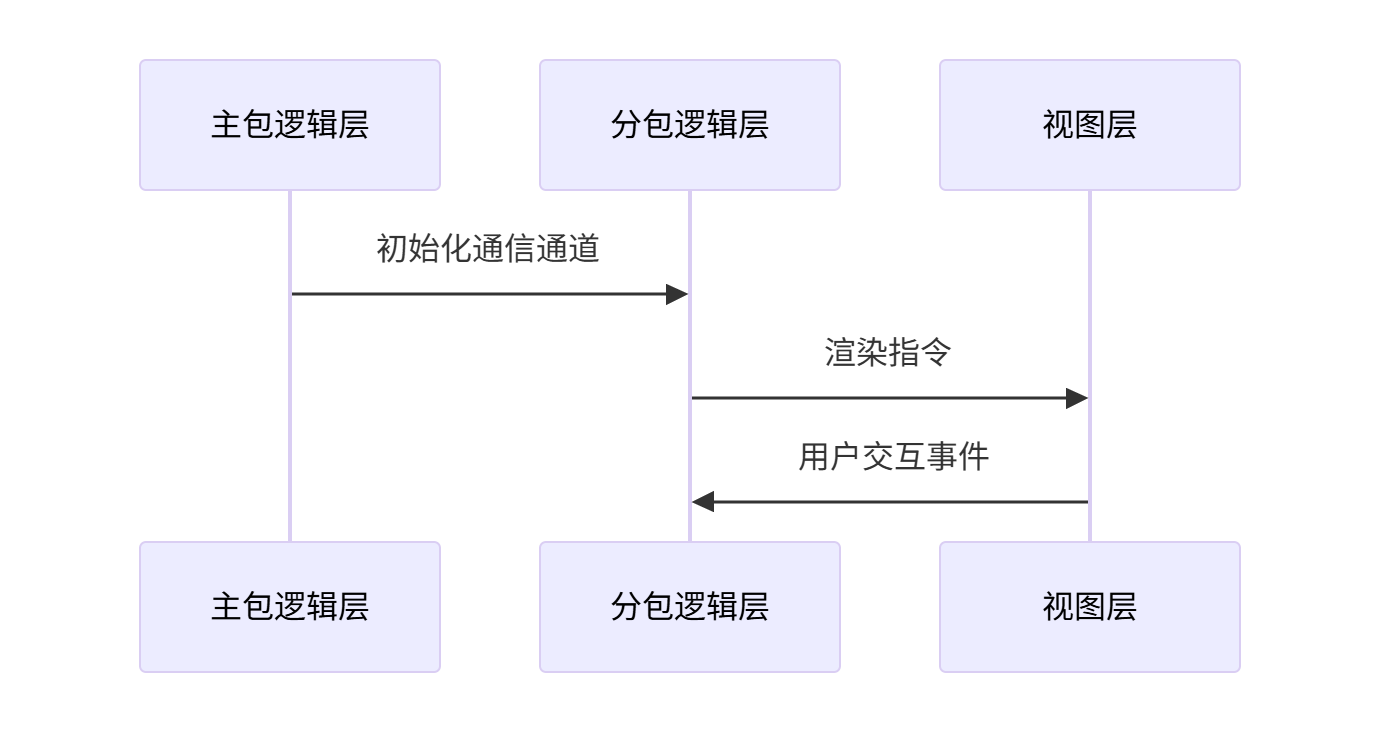 主包逻辑层
分包逻辑层
视图层
初始化通信通道
渲染指令
用户交互事件
主包逻辑层
分包逻辑层
视图层